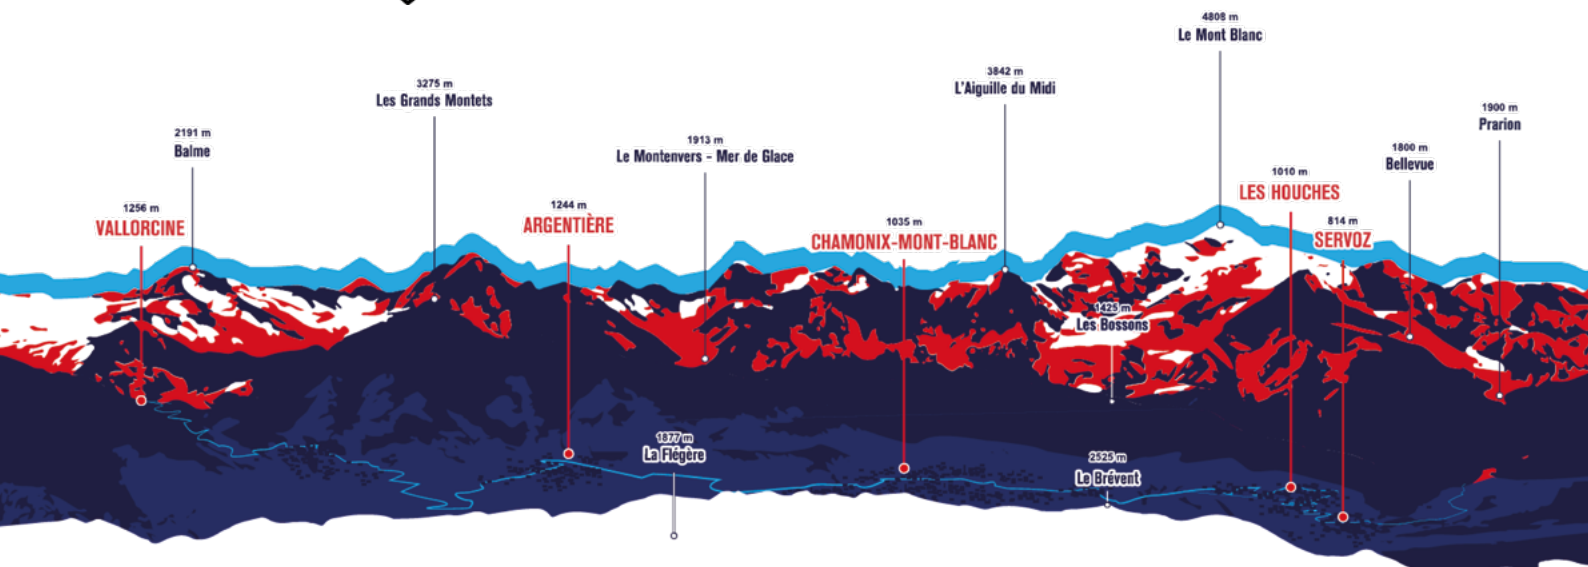 4808 m
Le Mont Blanc
3842 m
L'Aiguille du Midi
3275 m
Les Grands Montets
1900 m
Prarion
2191 m
Balme
1913 m
Le Montenvers - Mer de Glace
1800 m
Bellevue
1010 m
LES HOUCHES
1256 m
VALLORCINE
1244 m
ARGENTIÈRE
1035 m
CHAMONIX-MONT-BLANC
814 m
SERVOZ
1425 m
Les Bossons
1877 m
La Flégère
2525 m
Le Brévent